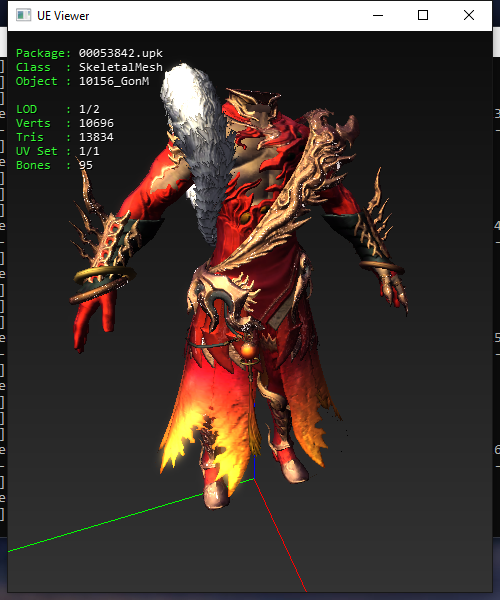 UE Viewer
Package: 00053842.upk
Class : SkeletalMesh
Object : 10156_GonM
LOD : 1/2
Verts : 10696
Tris : 13834
UV Set : 1/1
Bones : 95